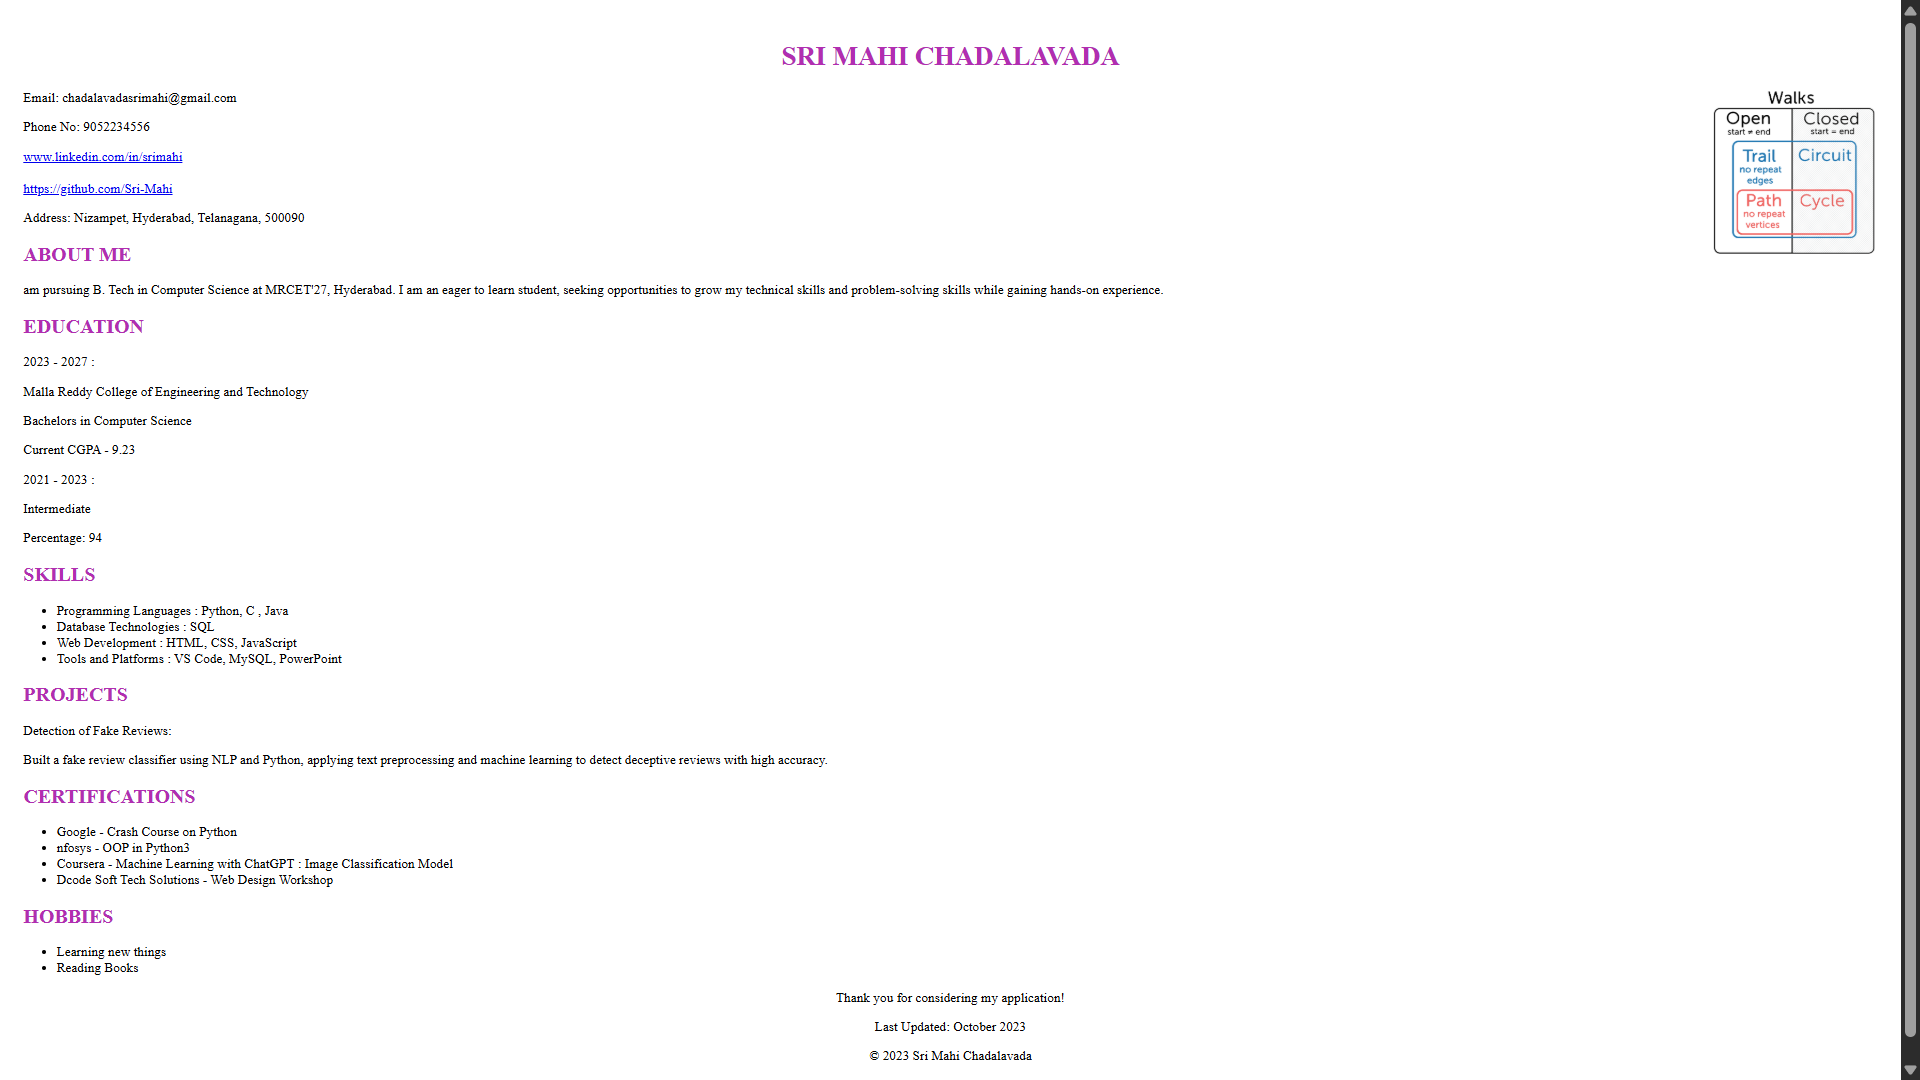 SRI MAHI CHADALAVADA
Email: chadalavadasrimahi@gmail.com
Phone No: 9052234556
www.linkedin.com/in/srimahi
https://github.com/Sri-Mahi
Address: Nizampet, Hyderabad, Telanagana, 500090
Walks
Open Closed
start ≠ end start = end
Trail Circuit
no repeat
edges
Path Cycle
no repeat
vertices
ABOUT ME
am pursuing B. Tech in Computer Science at MRCET'27, Hyderabad. I am an eager to learn student, seeking opportunities to grow my technical skills and problem-solving skills while gaining hands-on experience.
EDUCATION
2023 - 2027 :
Malla Reddy College of Engineering and Technology
Bachelors in Computer Science
Current CGPA - 9.23
2021 - 2023 :
Intermediate
Percentage: 94
SKILLS
• Programming Languages : Python, C , Java
• Database Technologies : SQL
• Web Development : HTML, CSS, JavaScript
• Tools and Platforms : VS Code, MySQL, PowerPoint
PROJECTS
Detection of Fake Reviews:
Built a fake review classifier using NLP and Python, applying text preprocessing and machine learning to detect deceptive reviews with high accuracy.
CERTIFICATIONS
• Google - Crash Course on Python
• nfosys - OOP in Python3
• Coursera - Machine Learning with ChatGPT : Image Classification Model
• Dcode Soft Tech Solutions - Web Design Workshop
HOBBIES
• Learning new things
• Reading Books
Thank you for considering my application!
Last Updated: October 2023
© 2023 Sri Mahi Chadalavada